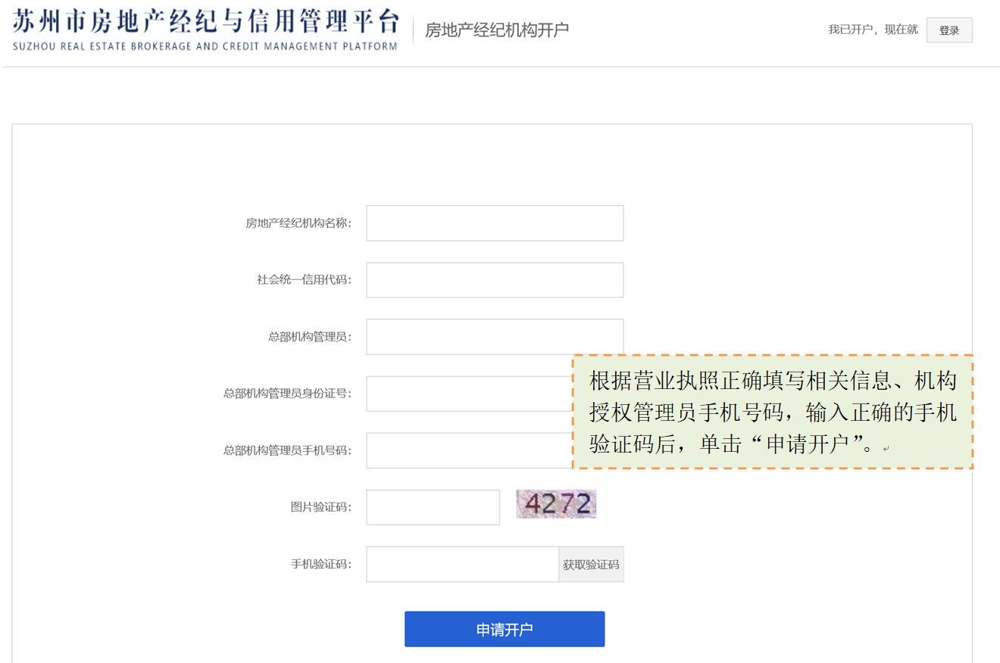 苏州市房地产经纪与信用管理平台
SUZHOU REAL ESTATE BROKERAGE AND CREDIT MANAGEMENT PLATFORM
房地产经纪机构开户
我已开户，现在就 登录
房地产经纪机构名称：
社会统一信用代码：
总部机构管理员：
总部机构管理员身份证号：
总部机构管理员手机号码：
根据营业执照正确填写相关信息、机构
授权管理员手机号码，输入正确的手机
验证码后，单击“申请开户”。
图片验证码： 4272
手机验证码： 获取验证码
申请开户